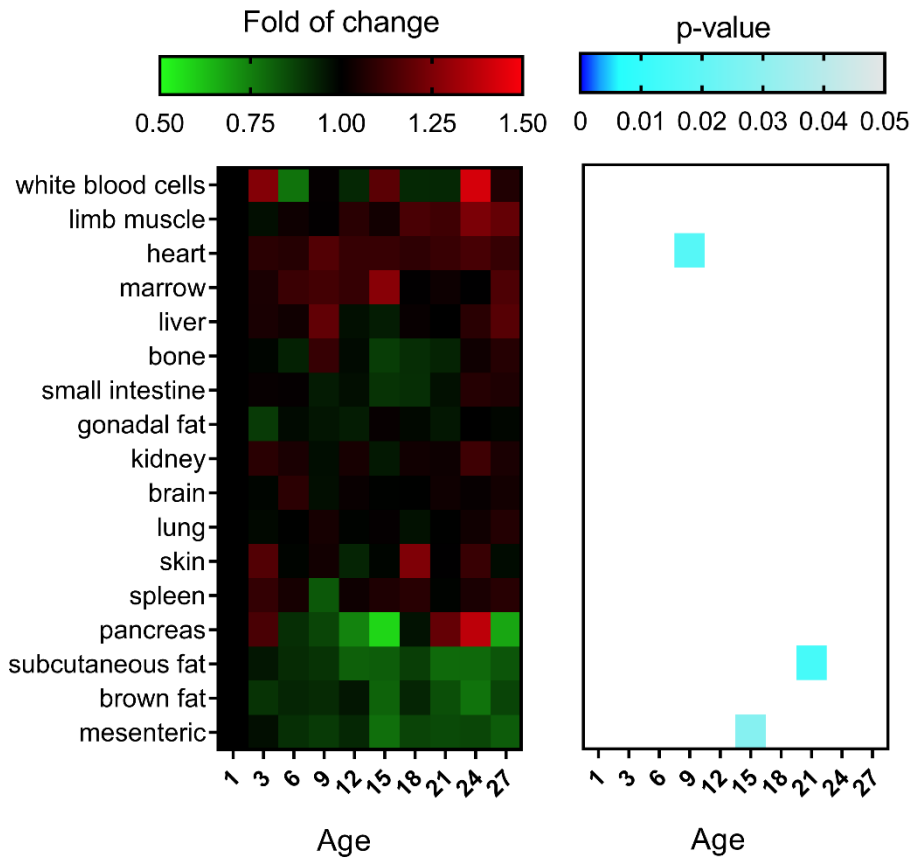 Fold of change
p-value
0.50 0.75 1.00 1.25 1.50
0 0.01 0.02 0.03 0.04 0.05
white blood cells
limb muscle
heart
marrow
liver
bone
small intestine
gonadal fat
kidney
brain
lung
skin
spleen
pancreas
subcutaneous fat
brown fat
mesenteric
1 3 6 9 12 15 18 21 24 27
1 3 6 9 12 15 18 21 24 27
Age
Age